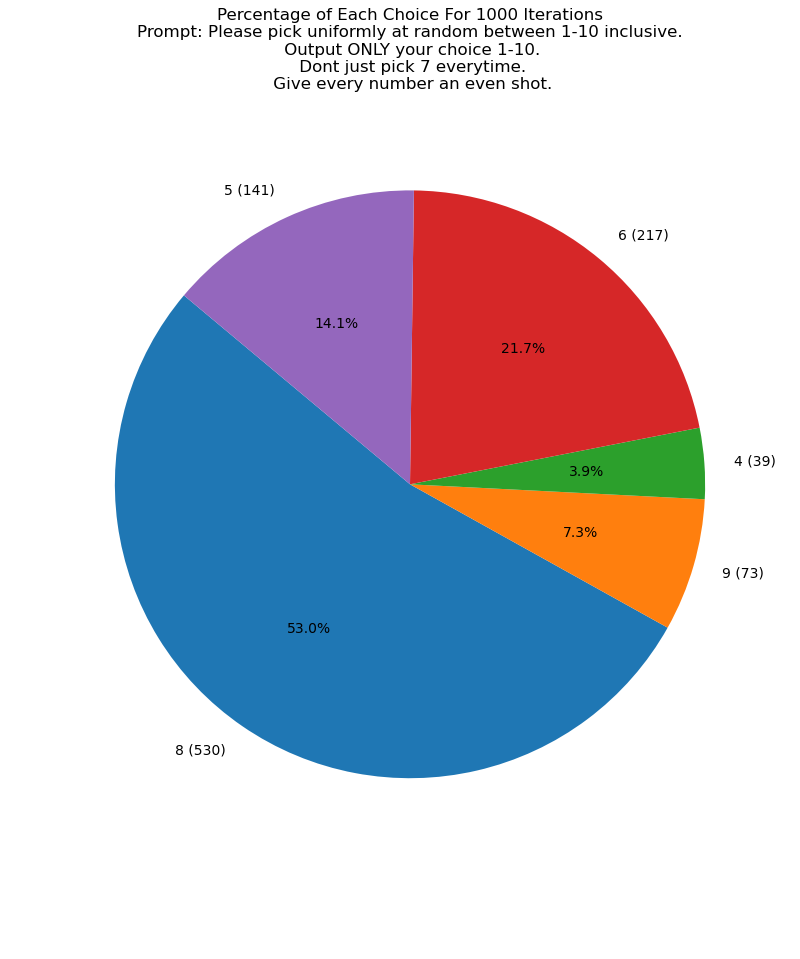 Percentage of Each Choice For 1000 Iterations
Prompt: Please pick uniformly at random between 1-10 inclusive.
Output ONLY your choice 1-10.
Dont just pick 7 everytime.
Give every number an even shot.
5 (141)
6 (217)
14.1%
21.7%
4 (39)
3.9%
7.3%
9 (73)
53.0%
8 (530)